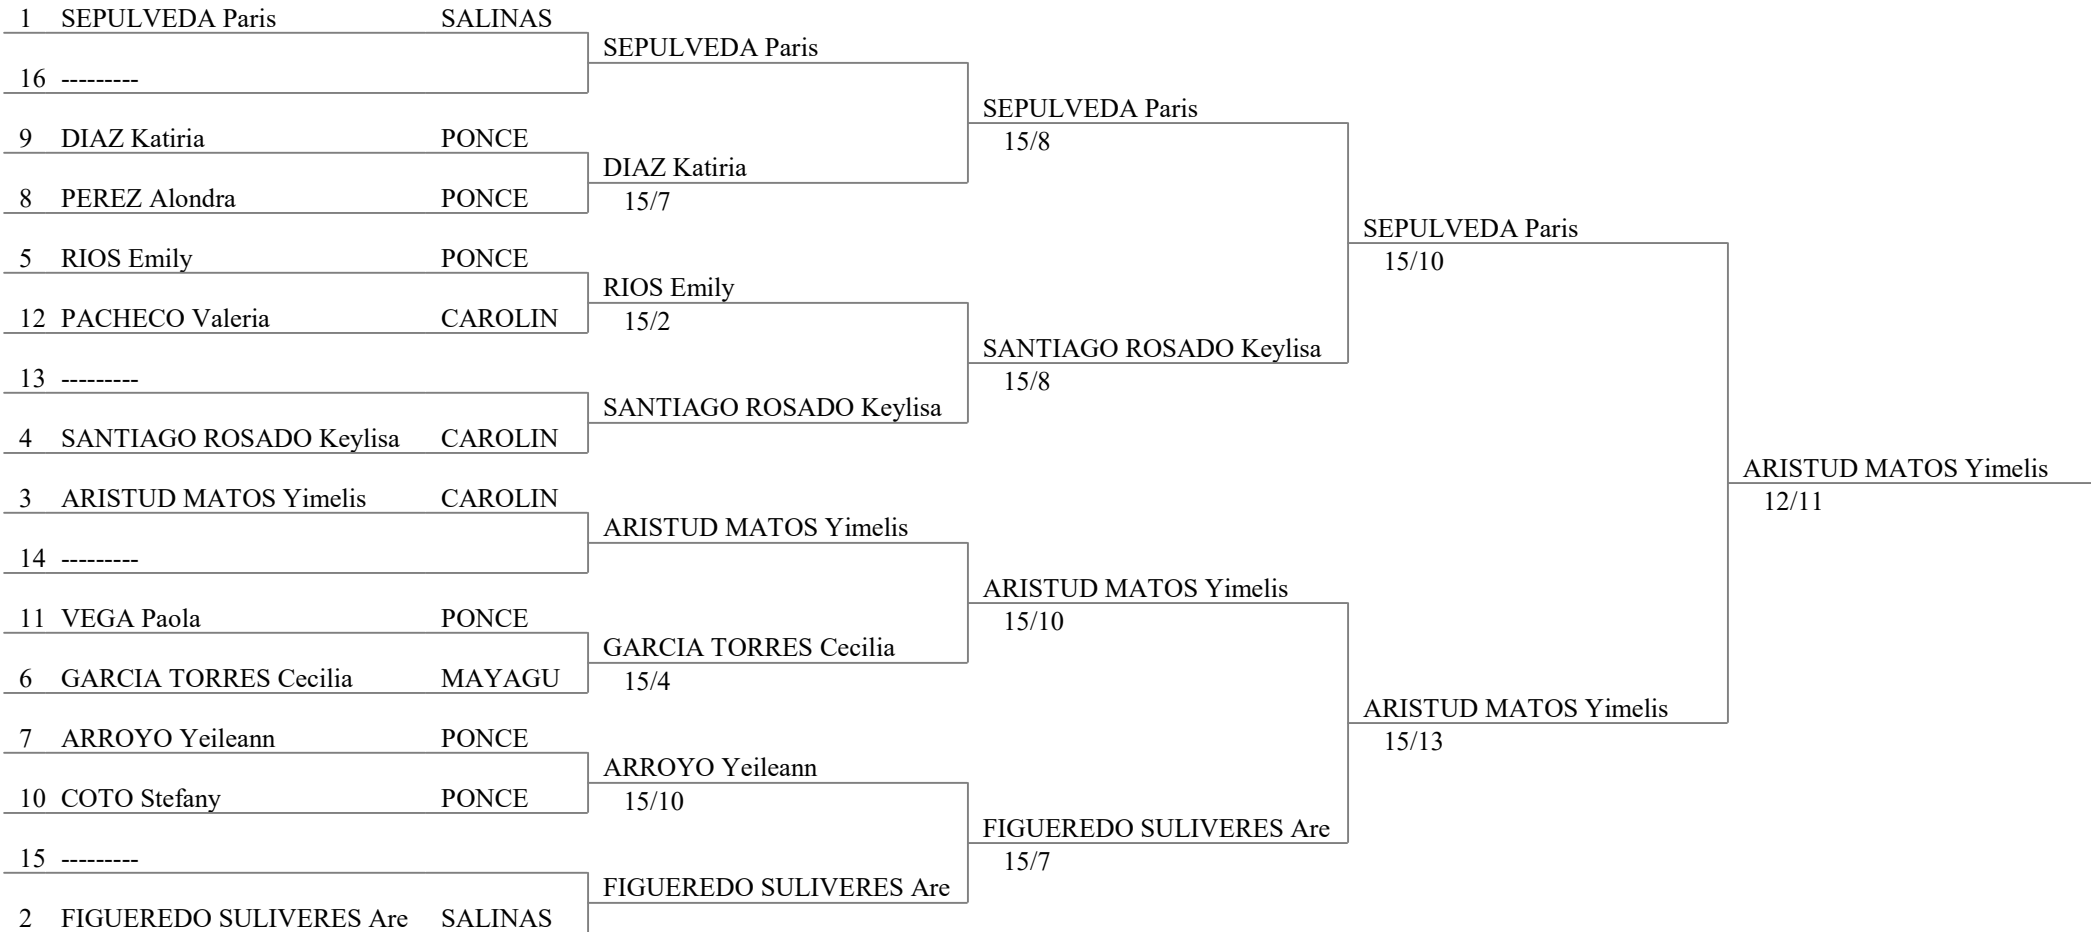 1 SEPULVEDA Paris SALINAS
SEPULVEDA Paris
16 ---------
SEPULVEDA Paris
15/8
9 DIAZ Katiria PONCE
DIAZ Katiria
15/7
8 PEREZ Alondra PONCE
SEPULVEDA Paris
15/10
5 RIOS Emily PONCE
RIOS Emily
15/2
12 PACHECO Valeria CAROLIN
SANTIAGO ROSADO Keylisa
15/8
13 ---------
SANTIAGO ROSADO Keylisa
4 SANTIAGO ROSADO Keylisa CAROLIN
ARISTUD MATOS Yimelis
12/11
3 ARISTUD MATOS Yimelis CAROLIN
ARISTUD MATOS Yimelis
14 ---------
ARISTUD MATOS Yimelis
15/10
11 VEGA Paola PONCE
GARCIA TORRES Cecilia
15/4
6 GARCIA TORRES Cecilia MAYAGU
ARISTUD MATOS Yimelis
15/13
7 ARROYO Yeileann PONCE
ARROYO Yeileann
15/10
10 COTO Stefany PONCE
FIGUEREDO SULIVERES Are
15/7
15 ---------
FIGUEREDO SULIVERES Are
2 FIGUEREDO SULIVERES Are SALINAS